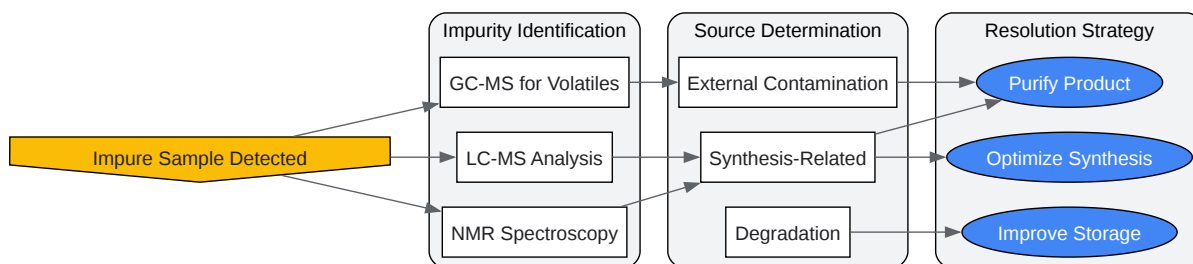 Impurity Identification
Source Determination
Resolution Strategy
GC-MS for Volatiles
External Contamination
Purify Product
Impure Sample Detected
LC-MS Analysis
Synthesis-Related
Optimize Synthesis
NMR Spectroscopy
Degradation
Improve Storage